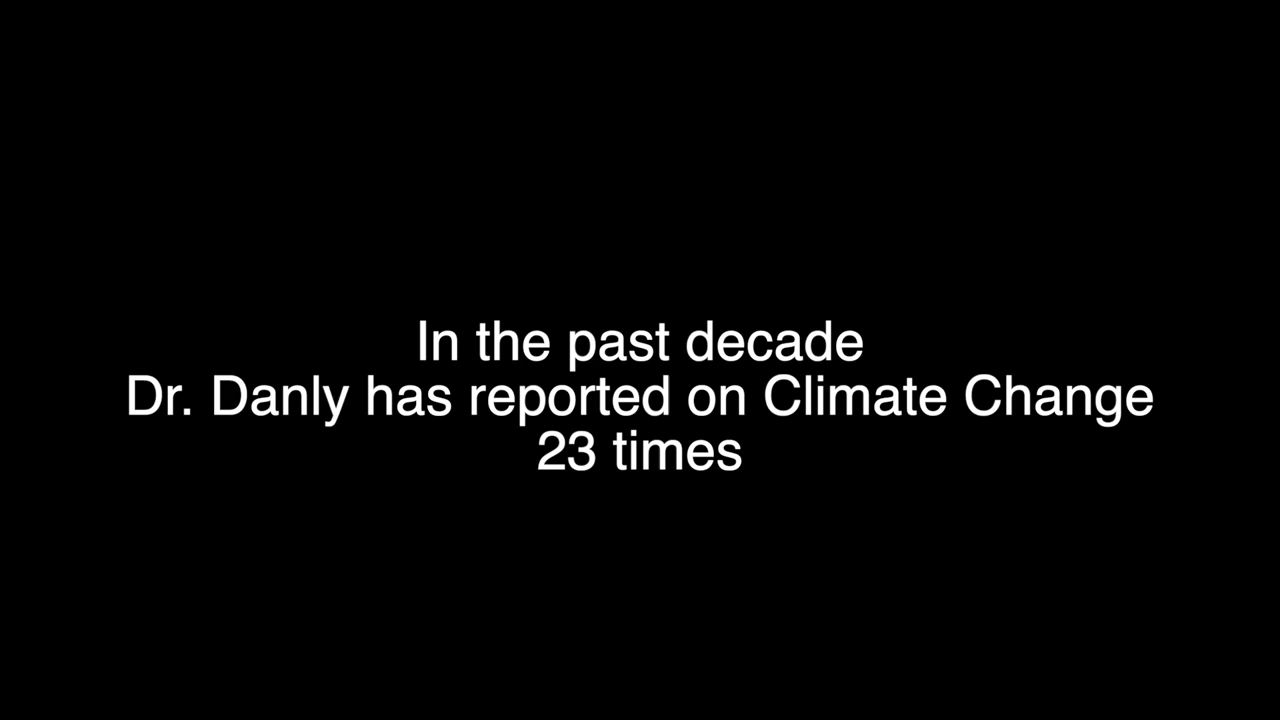 In the past decade
Dr. Danly has reported on Climate Change
23 times